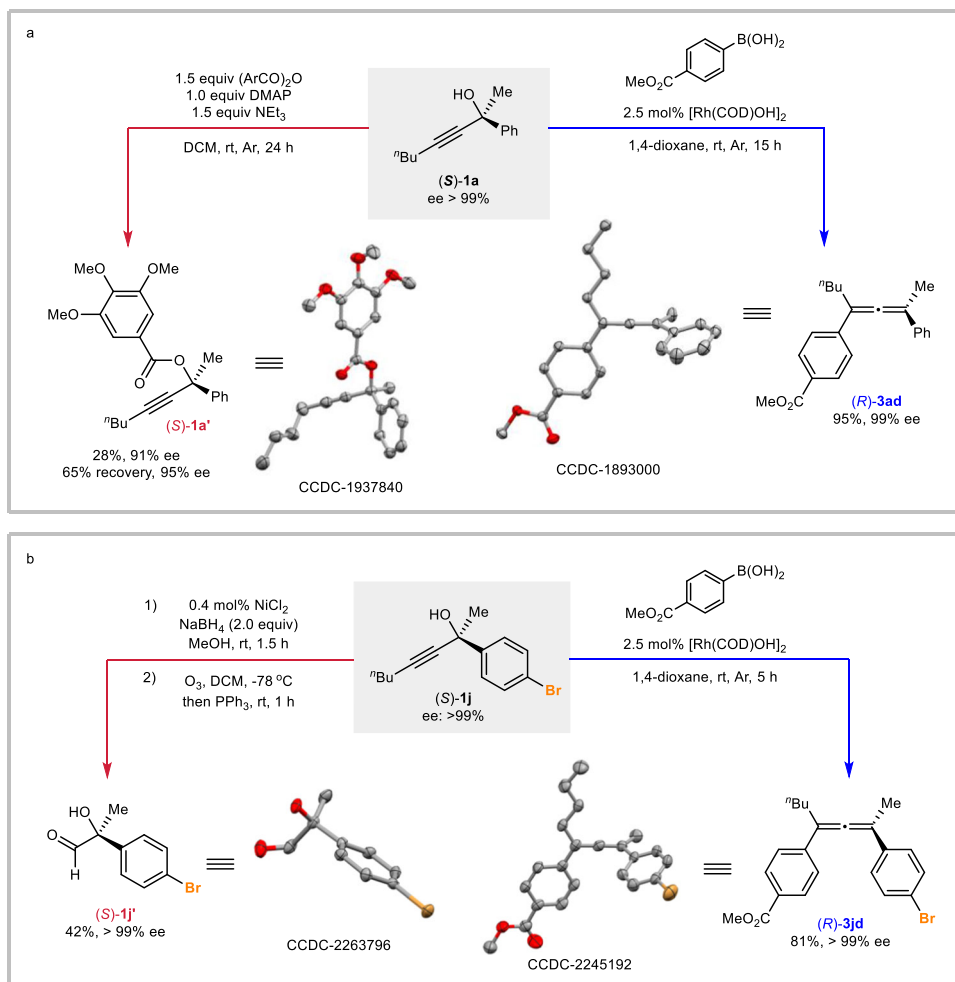 a
1.5 equiv (ArCO)2O
1.0 equiv DMAP
1.5 equiv NEt3
DCM, rt, Ar, 24 h
HO
Me
Ph
nBu
(S)-1a
ee > 99%
B(OH)2
MeO2C
2.5 mol% [Rh(COD)OH]2
1,4-dioxane, rt, Ar, 15 h
MeO
OMe
MeO
O
O
Me
Ph
nBu
(S)-1a'
28%, 91% ee
65% recovery, 95% ee
CCDC-1937840
CCDC-1893000
nBu
Me
Ph
MeO2C
(R)-3ad
95%, 99% ee
b
1) 0.4 mol% NiCl2
NaBH4 (2.0 equiv)
MeOH, rt, 1.5 h
2) O3, DCM, -78 oC
then PPh3, rt, 1 h
HO
Me
nBu
Br
(S)-1j
ee: >99%
B(OH)2
MeO2C
2.5 mol% [Rh(COD)OH]2
1,4-dioxane, rt, Ar, 5 h
HO
Me
O
H
Br
(S)-1j'
42%, > 99% ee
CCDC-2263796
CCDC-2245192
nBu
Me
MeO2C
Br
(R)-3jd
81%, > 99% ee